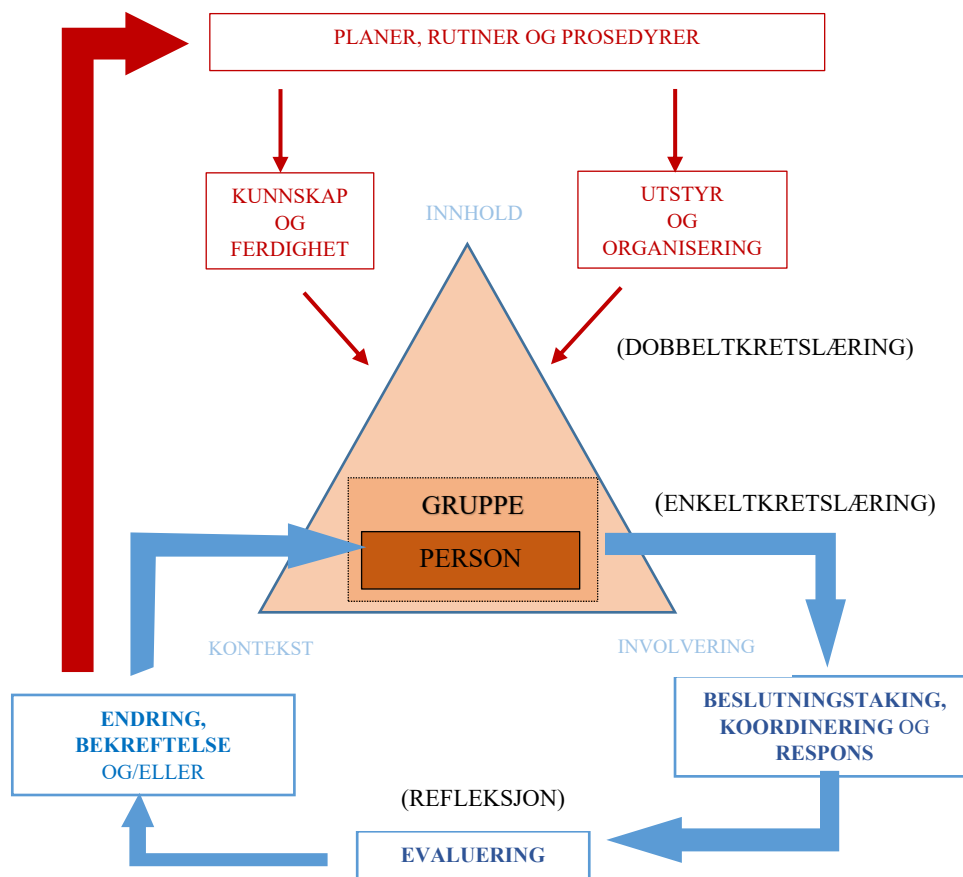 PLANER, RUTINER OG PROSEDYRER
KUNNSKAP
OG
FERDIGHET
UTSTYR
OG
ORGANISERING
INNHOLD
(DOBBELTKRETSLÆRING)
GRUPPE
PERSON
(ENKELTKRETSLÆRING)
KONTEKST
INVOLVERING
ENDRING,
BEKREFTELSE
OG/ELLER
BESLUTNINGSTAKING,
KOORDINERING OG
RESPONS
(REFLEKSJON)
EVALUERING